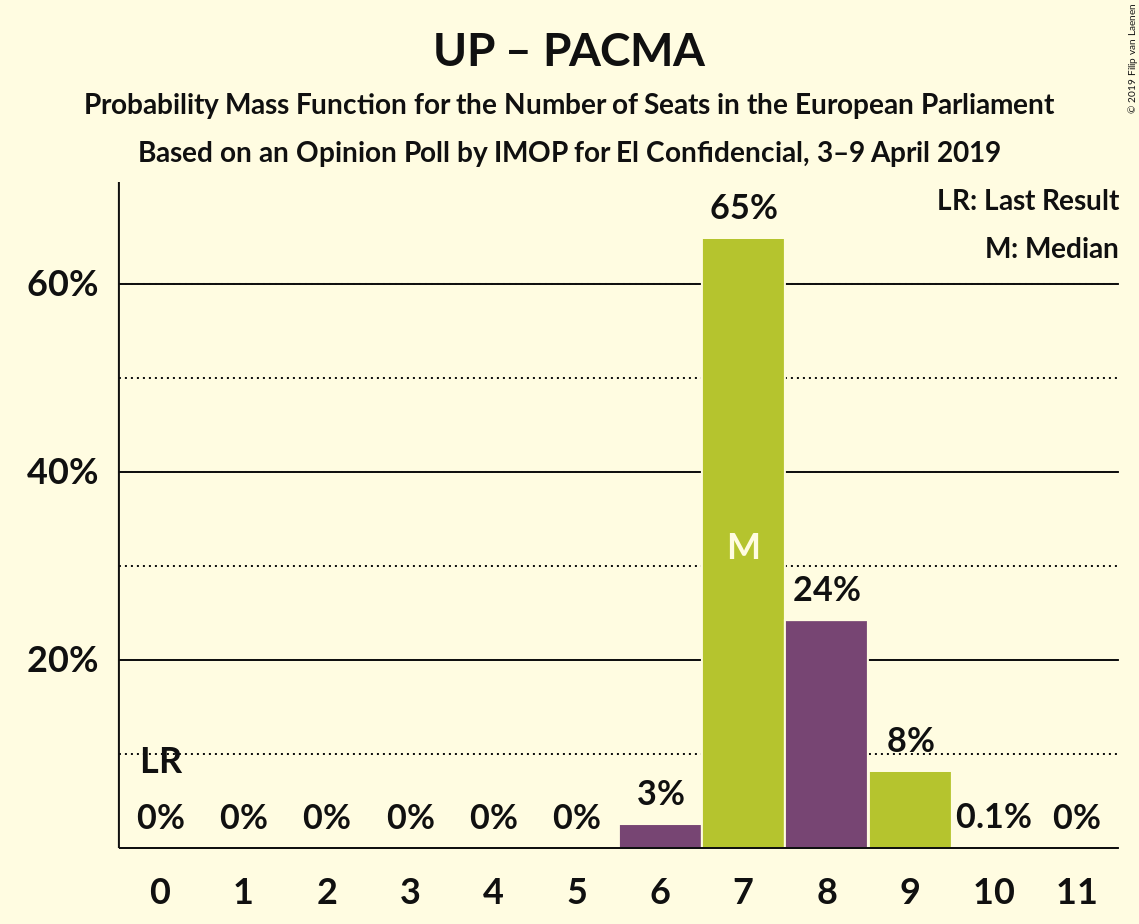 UP – PACMA
Probability Mass Function for the Number of Seats in the European Parliament
Based on an Opinion Poll by IMOP for El Confidencial, 3–9 April 2019
© 2019 Filip van Laenen
LR: Last Result
M: Median
60%
40%
20%
65%
M
24%
8%
3%
LR
0% 0% 0% 0% 0% 0% 0.1% 0%
0 1 2 3 4 5 6 7 8 9 10 11